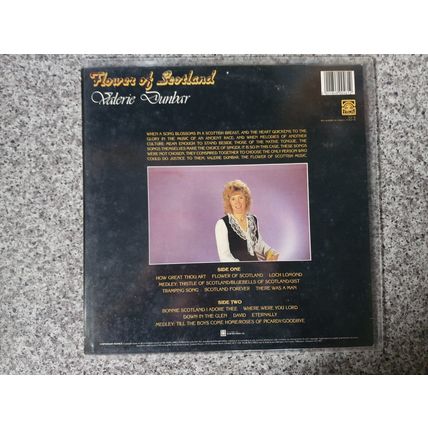 Flower of Scotland
Valerie Dunbar
WHEN A SONG BLOSSOMS IN A SCOTTISH BREAST, AND THE HEART QUICKENS TO THE
GLORY IN THE MUSIC OF AN ANCIENT RACE, AND WHEN MELODIES OF ANOTHER
CULTURE MEAN ENOUGH TO STAND BESIDE THOSE OF THE NATIVE TONGUE, THE
SONGS THEMSELVES MAKE THE CHOICE OF SINGER. IT IS SO IN THIS CASE. THESE SONGS
WERE NOT CHOSEN, THEY CONSPIRED TOGETHER TO CHOOSE THE ONLY PERSON WHO
COULD DO JUSTICE TO THEM. VALERIE DUNBAR, THE FLOWER OF SCOTTISH MUSIC.
SIDE ONE
HOW GREAT THOU ART FLOWER OF SCOTLAND LOCH LOMOND
MEDLEY: THISTLE OF SCOTLAND/BLUEBELLS OF SCOTLAND/JIST
TRAMPING SONG SCOTLAND FOREVER THERE WAS A MAN
SIDE TWO
BONNIE SCOTLAND I ADORE THEE WHERE WERE YOU LORD
DOWN IN THE GLEN DAVID ETERNALLY
MEDLEY: TILL THE BOYS COME HOME/ROSES OF PICARDY/GOODBYE